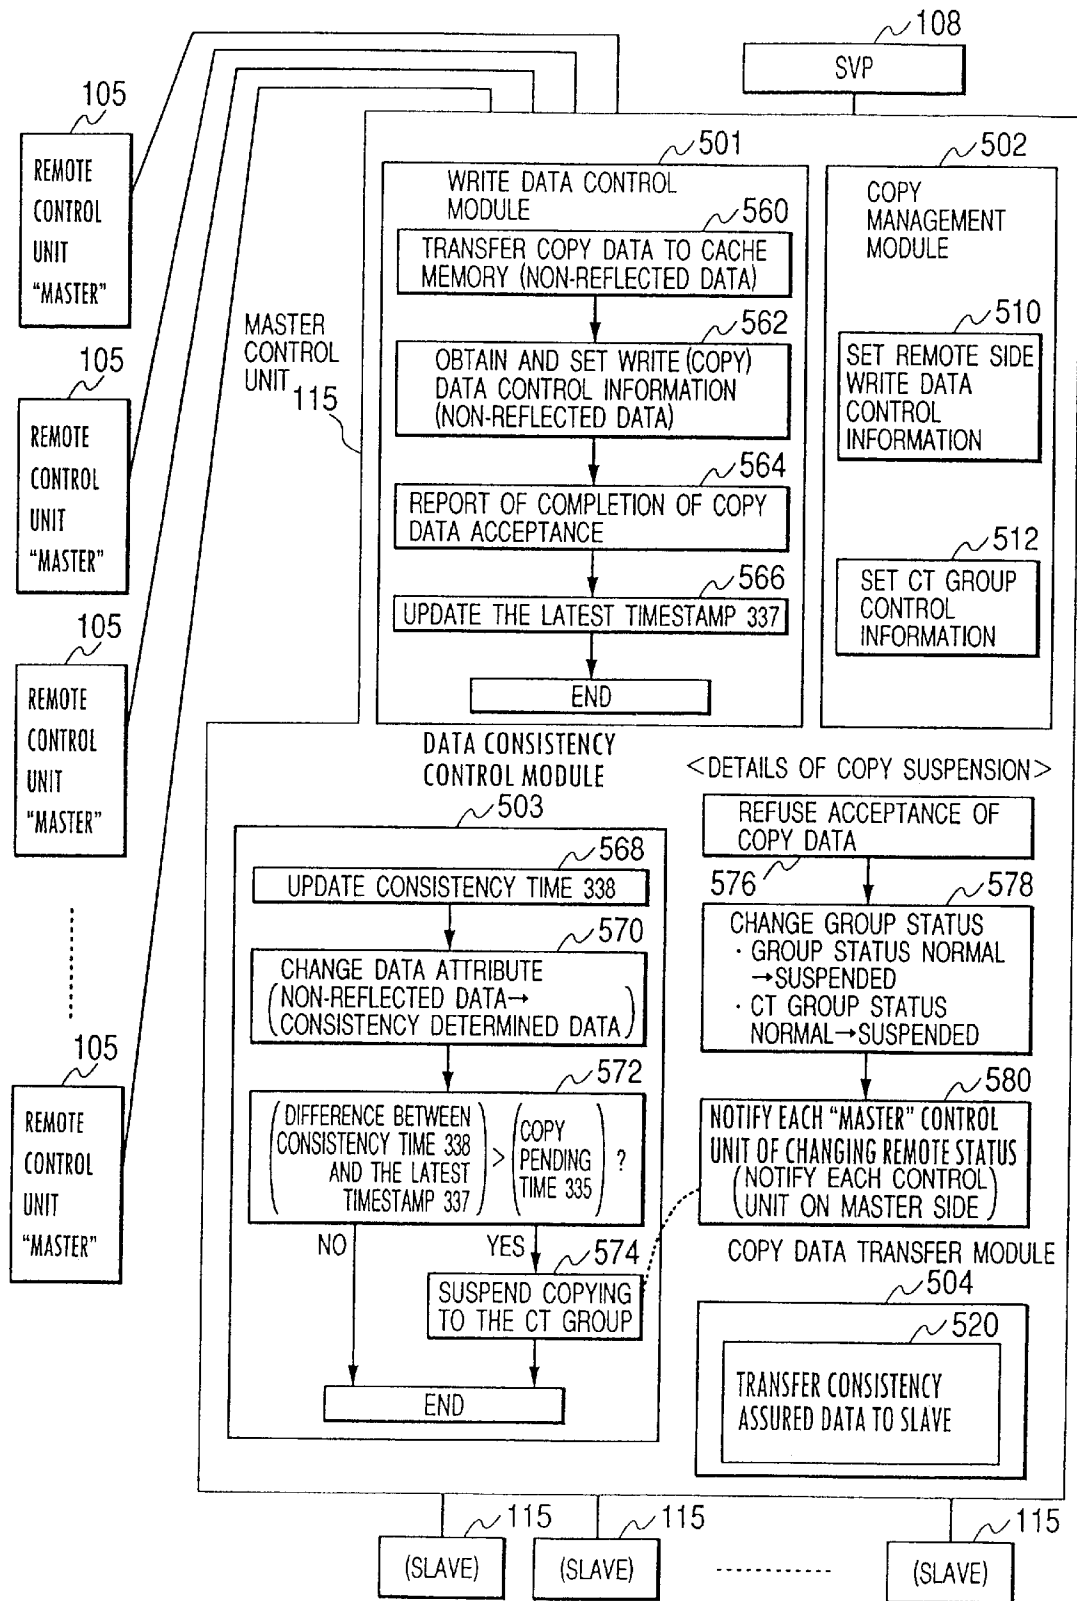 108
SVP
105
REMOTE
CONTROL
UNIT
“MASTER”
105
REMOTE
CONTROL
UNIT
“MASTER”
105
REMOTE
CONTROL
UNIT
“MASTER”
105
REMOTE
CONTROL
UNIT
“MASTER”
MASTER
CONTROL
UNIT
115
501
WRITE DATA CONTROL
MODULE
560
TRANSFER COPY DATA TO CACHE
MEMORY (NON-REFLECTED DATA)
562
OBTAIN AND SET WRITE (COPY)
DATA CONTROL INFORMATION
(NON-REFLECTED DATA)
564
REPORT OF COMPLETION OF COPY
DATA ACCEPTANCE
566
UPDATE THE LATEST TIMESTAMP 337
END
502
COPY
MANAGEMENT
MODULE
510
SET REMOTE SIDE
WRITE DATA
CONTROL
INFORMATION
512
SET CT GROUP
CONTROL
INFORMATION
DATA CONSISTENCY
CONTROL MODULE
503
568
UPDATE CONSISTENCY TIME 338
570
CHANGE DATA ATTRIBUTE
(NON-REFLECTED DATA→
CONSISTENCY DETERMINED DATA)
572
(DIFFERENCE BETWEEN
CONSISTENCY TIME 338
AND THE LATEST
TIMESTAMP 337)
>
(COPY
PENDING
TIME 335)
?
NO
YES
574
SUSPEND COPYING
TO THE CT GROUP
END
<DETAILS OF COPY SUSPENSION>
REFUSE ACCEPTANCE OF
COPY DATA
576
578
CHANGE GROUP STATUS
· GROUP STATUS NORMAL
→SUSPENDED
· CT GROUP STATUS
NORMAL→SUSPENDED
580
NOTIFY EACH “MASTER” CONTROL
UNIT OF CHANGING REMOTE STATUS
(NOTIFY EACH CONTROL
UNIT ON MASTER SIDE)
COPY DATA TRANSFER MODULE
504
520
TRANSFER CONSISTENCY
ASSURED DATA TO SLAVE
115
(SLAVE)
115
(SLAVE)
115
(SLAVE)